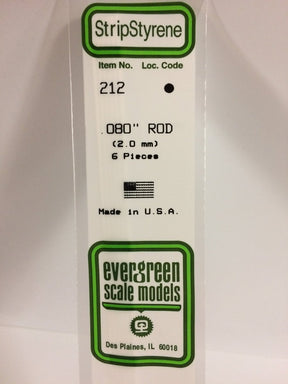 StripStyrene
Item No. Loc. Code
212
.080" ROD
(2.0 mm)
6 Pieces
Made in U.S.A.
evergreen
scale models
Des Plaines, IL 60018